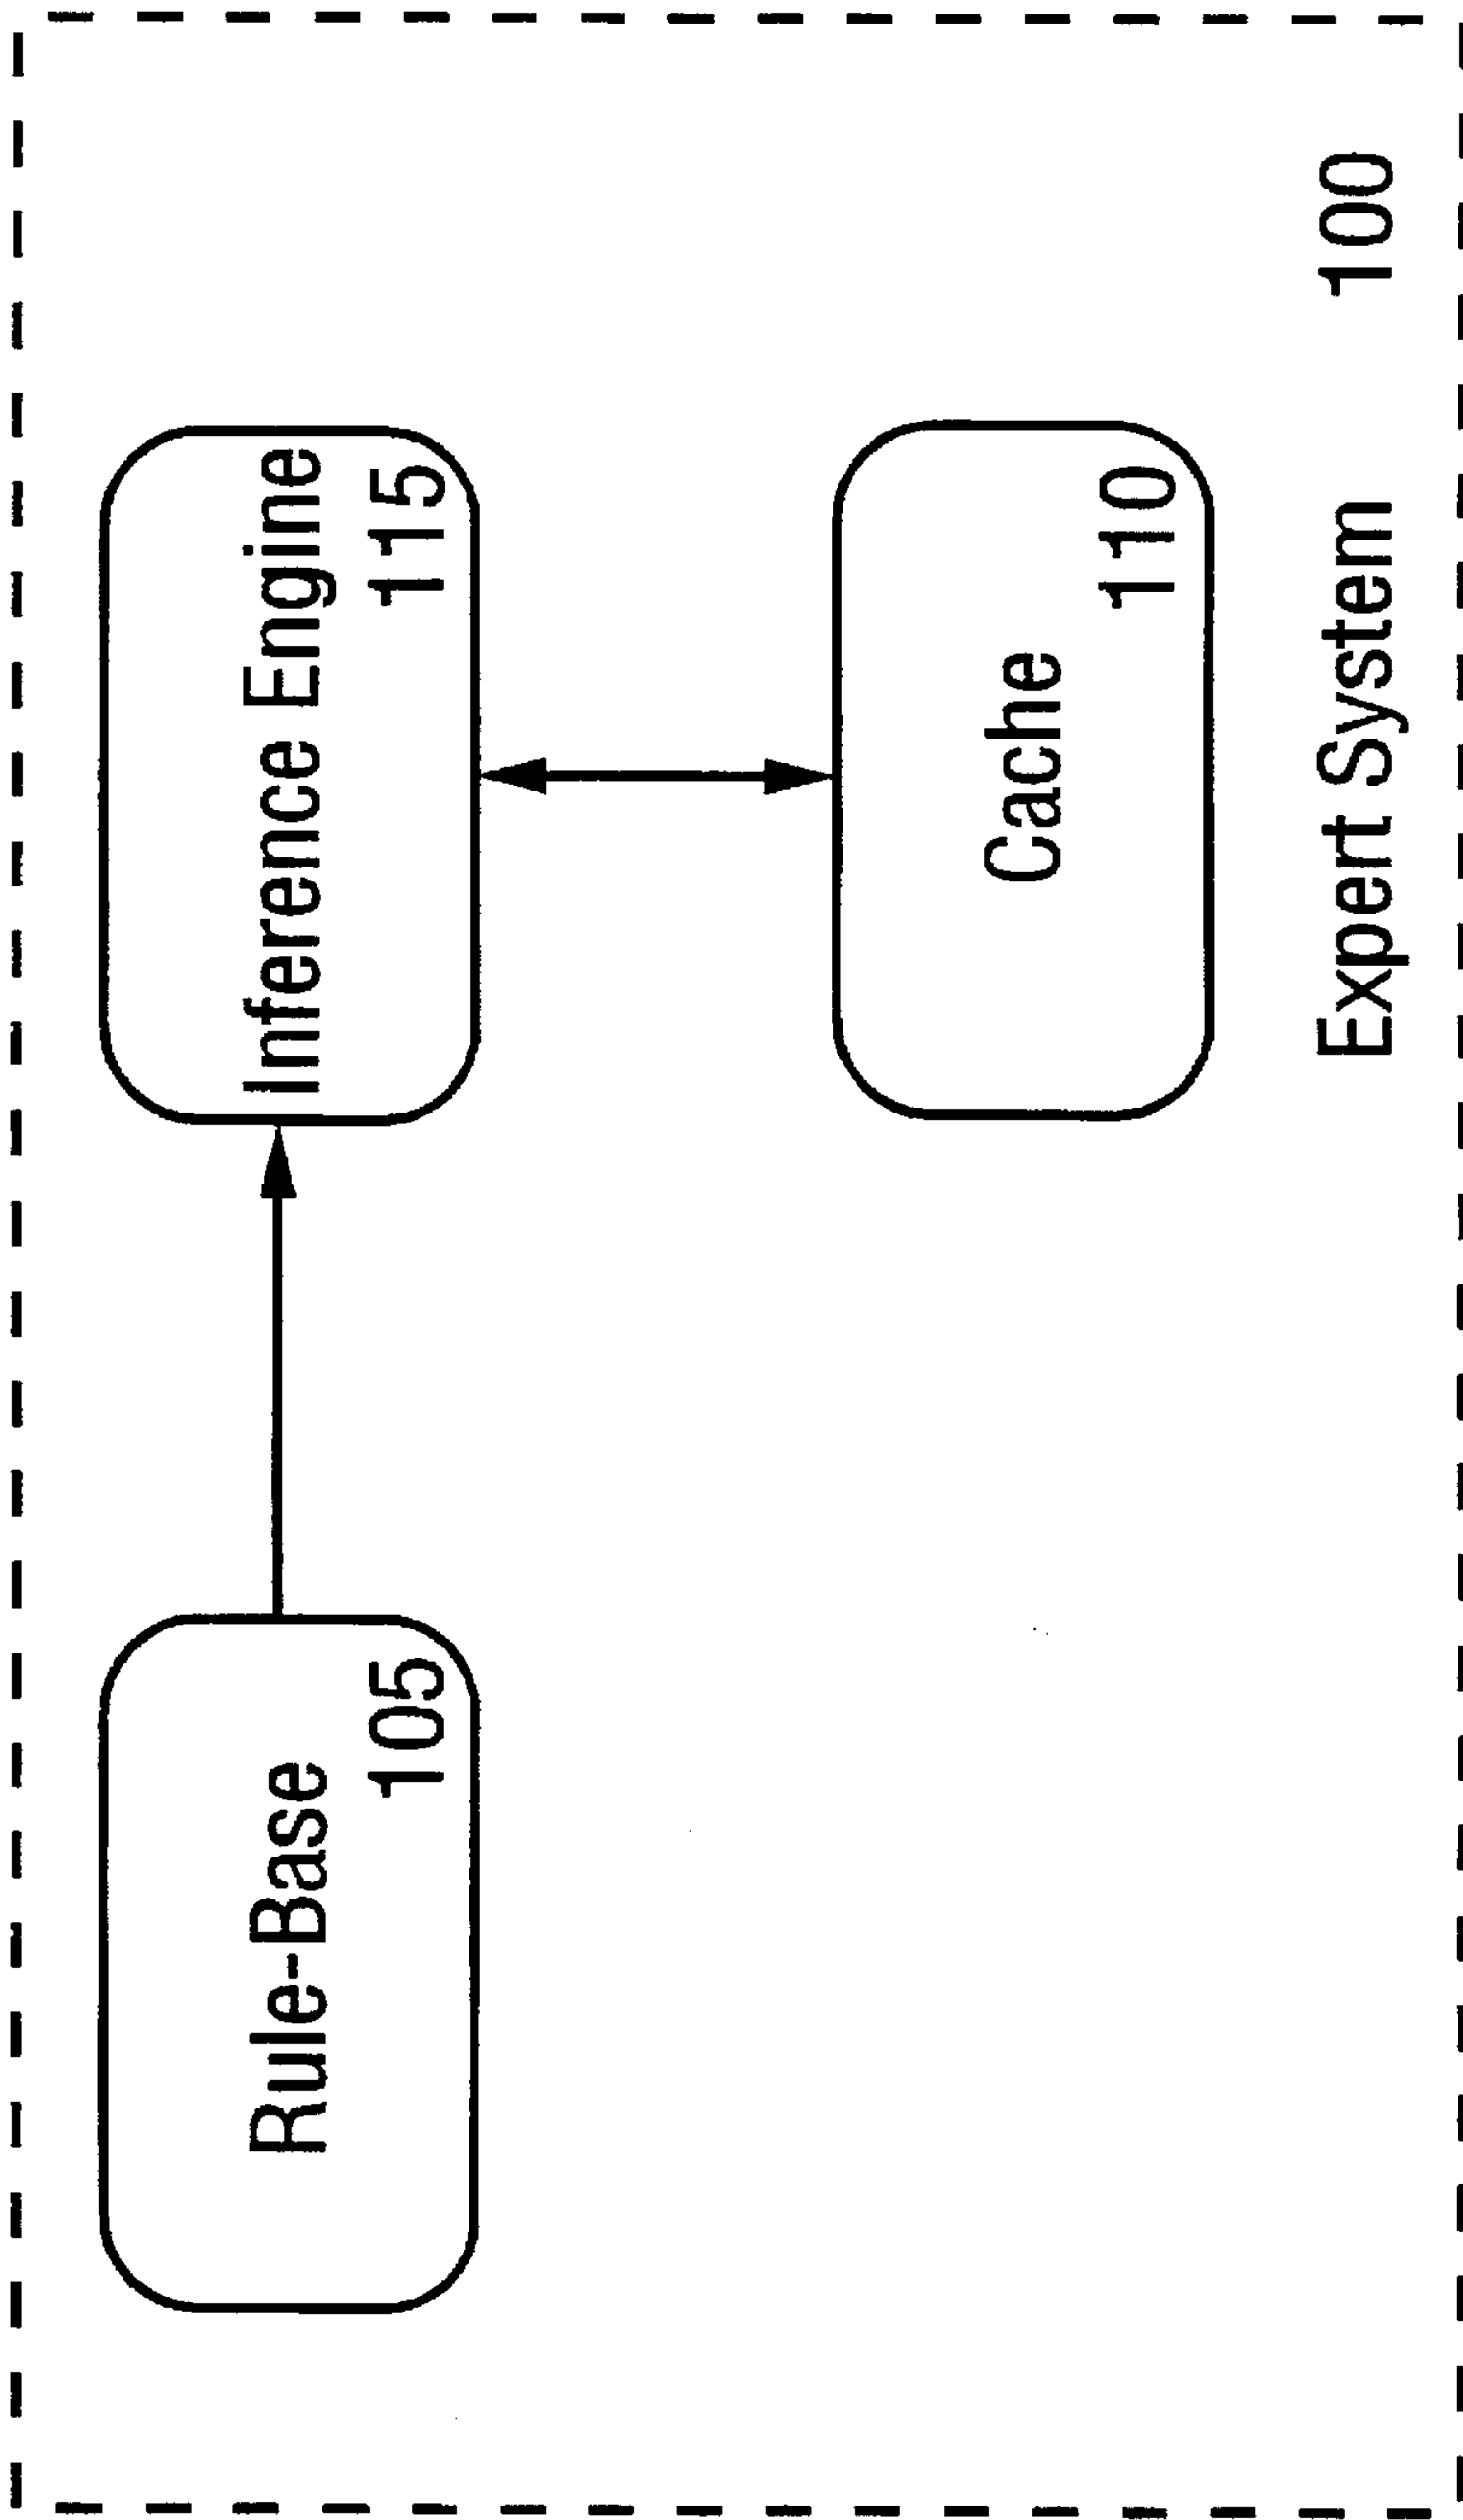 Rule-Base
105
Inference Engine
115
Cache
110
Expert System 100